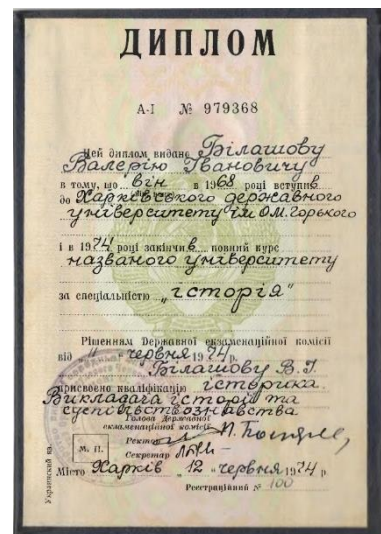 ДИПЛОМ
А-І № 979368
Цей диплом видано Білашову
Валерію Івановичу
в тому, що він в 1968 році вступив
до Харківського державного
університету ім. О.М. Горького
і в 1974 році закінчив повний курс
названого університету
за спеціальністю „історія"
Рішенням Державної екзаменаційної комісії
від „11" червня 1974 р.
Білашову В. І.
присвоєно кваліфікацію історика.
Викладача історії та
суспільствознавства
Голова Державної
екзаменаційної комісії
Ректор
М. П.
Секретар
Місто Харків „12" червня 1974 р.
Реєстраційний № 100
Украинский яз.